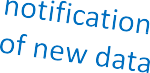 notification
of new data